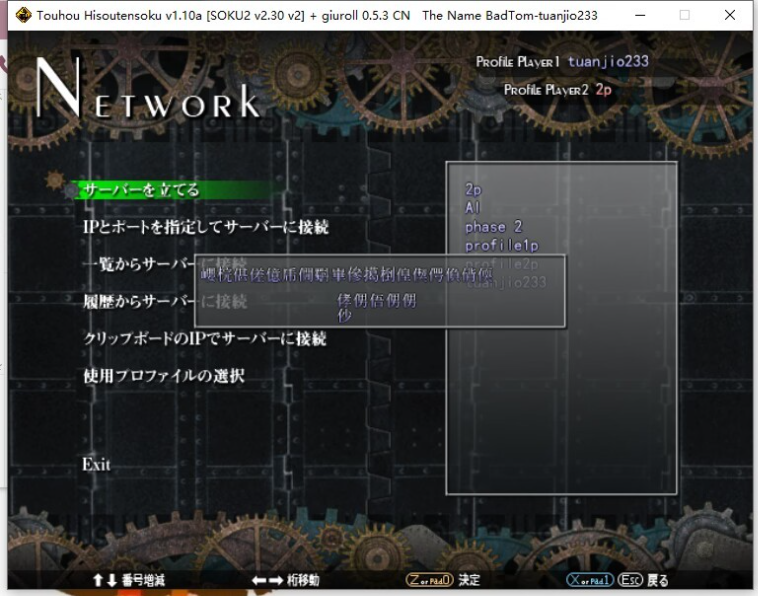 Touhou Hisoutensoku v1.10a [SOKU2 v2.30 v2] + giuroll 0.5.3 CN The Name BadTom-tuanjio233
NETWORK
PROFILE PLAYER1 tuanjio233
PROFILE PLAYER2 2p
サーバーを立てる
IPとポートを指定してサーバーに接続
一覧からサーバーに接続
履歴からサーバーに接続
クリップボードのIPでサーバーに接続
使用プロファイルの選択
Exit
2p
AI
phase 2
profile1p
profile2p
tuanjio233
番号増減
桁移動
Z or Pad0 決定
X or Pad1 Esc 戻る